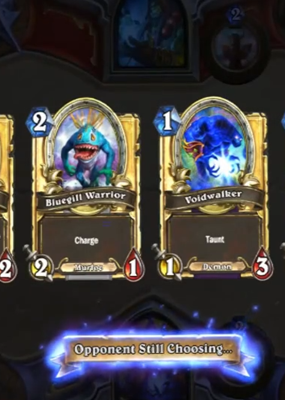 2
2
1
Bluegill Warrior
Voidwalker
Charge
Taunt
2
2
Murloc
1
1
Demon
3
Opponent Still Choosing...